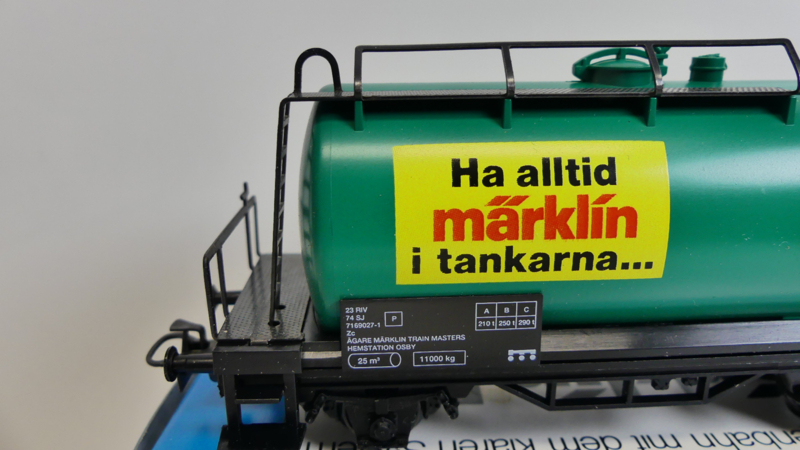 Ha alltid
märklin
i tankarna...
23 RIV
74 SJ
7169027-1
P
Zc
ÄGARE MÄRKLIN TRAIN MASTERS
HEMSTATION OSBY
25 m³
11000 kg
A B C
210 t 250 t 290 t
enbahn mit dem klaren System